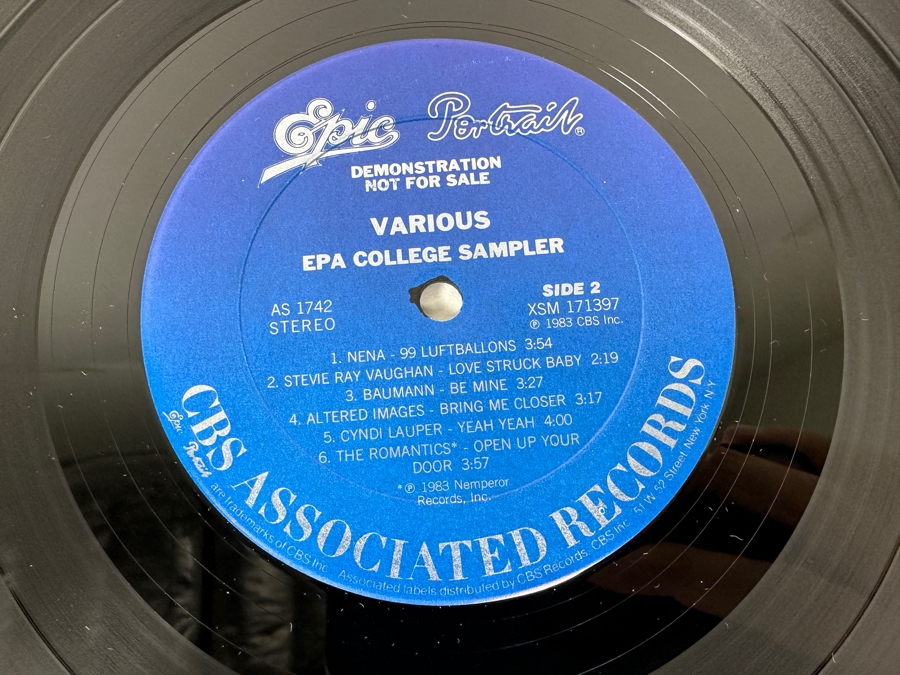 Epic Portrait®
DEMONSTRATION
NOT FOR SALE
VARIOUS
EPA COLLEGE SAMPLER
AS 1742
STEREO
SIDE 2
XSM 171397
℗ 1983 CBS Inc.
1. NENA - 99 LUFTBALLONS 3:54
2. STEVIE RAY VAUGHAN - LOVE STRUCK BABY 2:19
3. BAUMANN - BE MINE 3:27
4. ALTERED IMAGES - BRING ME CLOSER 3:17
5. CYNDI LAUPER - YEAH YEAH 4:00
6. THE ROMANTICS* - OPEN UP YOUR
DOOR 3:57
*℗ 1983 Nemperor
Records, Inc.
CBS ASSOCIATED RECORDS
Epic Portrait are trademarks of CBS Inc. Associated labels distributed by CBS Records. CBS Inc. 51 W. 52 Street, New York, N.Y.